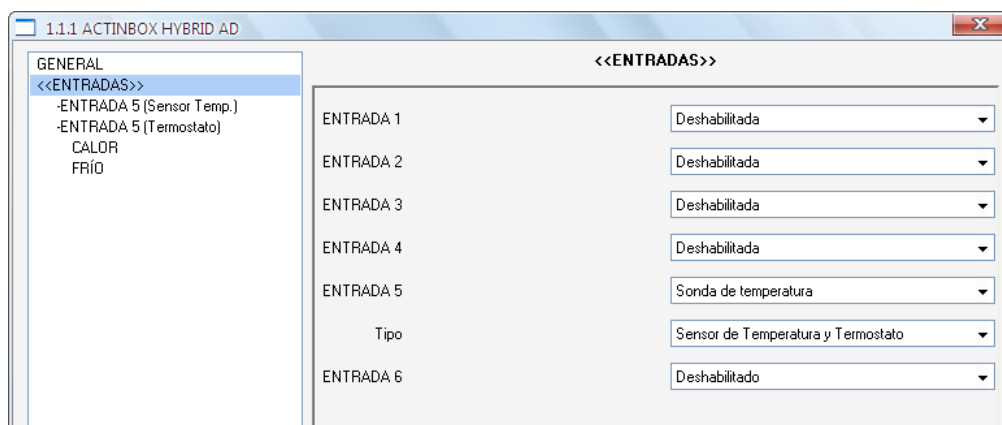 1.1.1 ACTINBOX HYBRID AD
GENERAL
<<ENTRADAS>>
-ENTRADA 5 (Sensor Temp.)
-ENTRADA 5 (Termostato)
CALOR
FRÍO
<<ENTRADAS>>
ENTRADA 1 Deshabilitada
ENTRADA 2 Deshabilitada
ENTRADA 3 Deshabilitada
ENTRADA 4 Deshabilitada
ENTRADA 5 Sonda de temperatura
Tipo Sensor de Temperatura y Termostato
ENTRADA 6 Deshabilitado